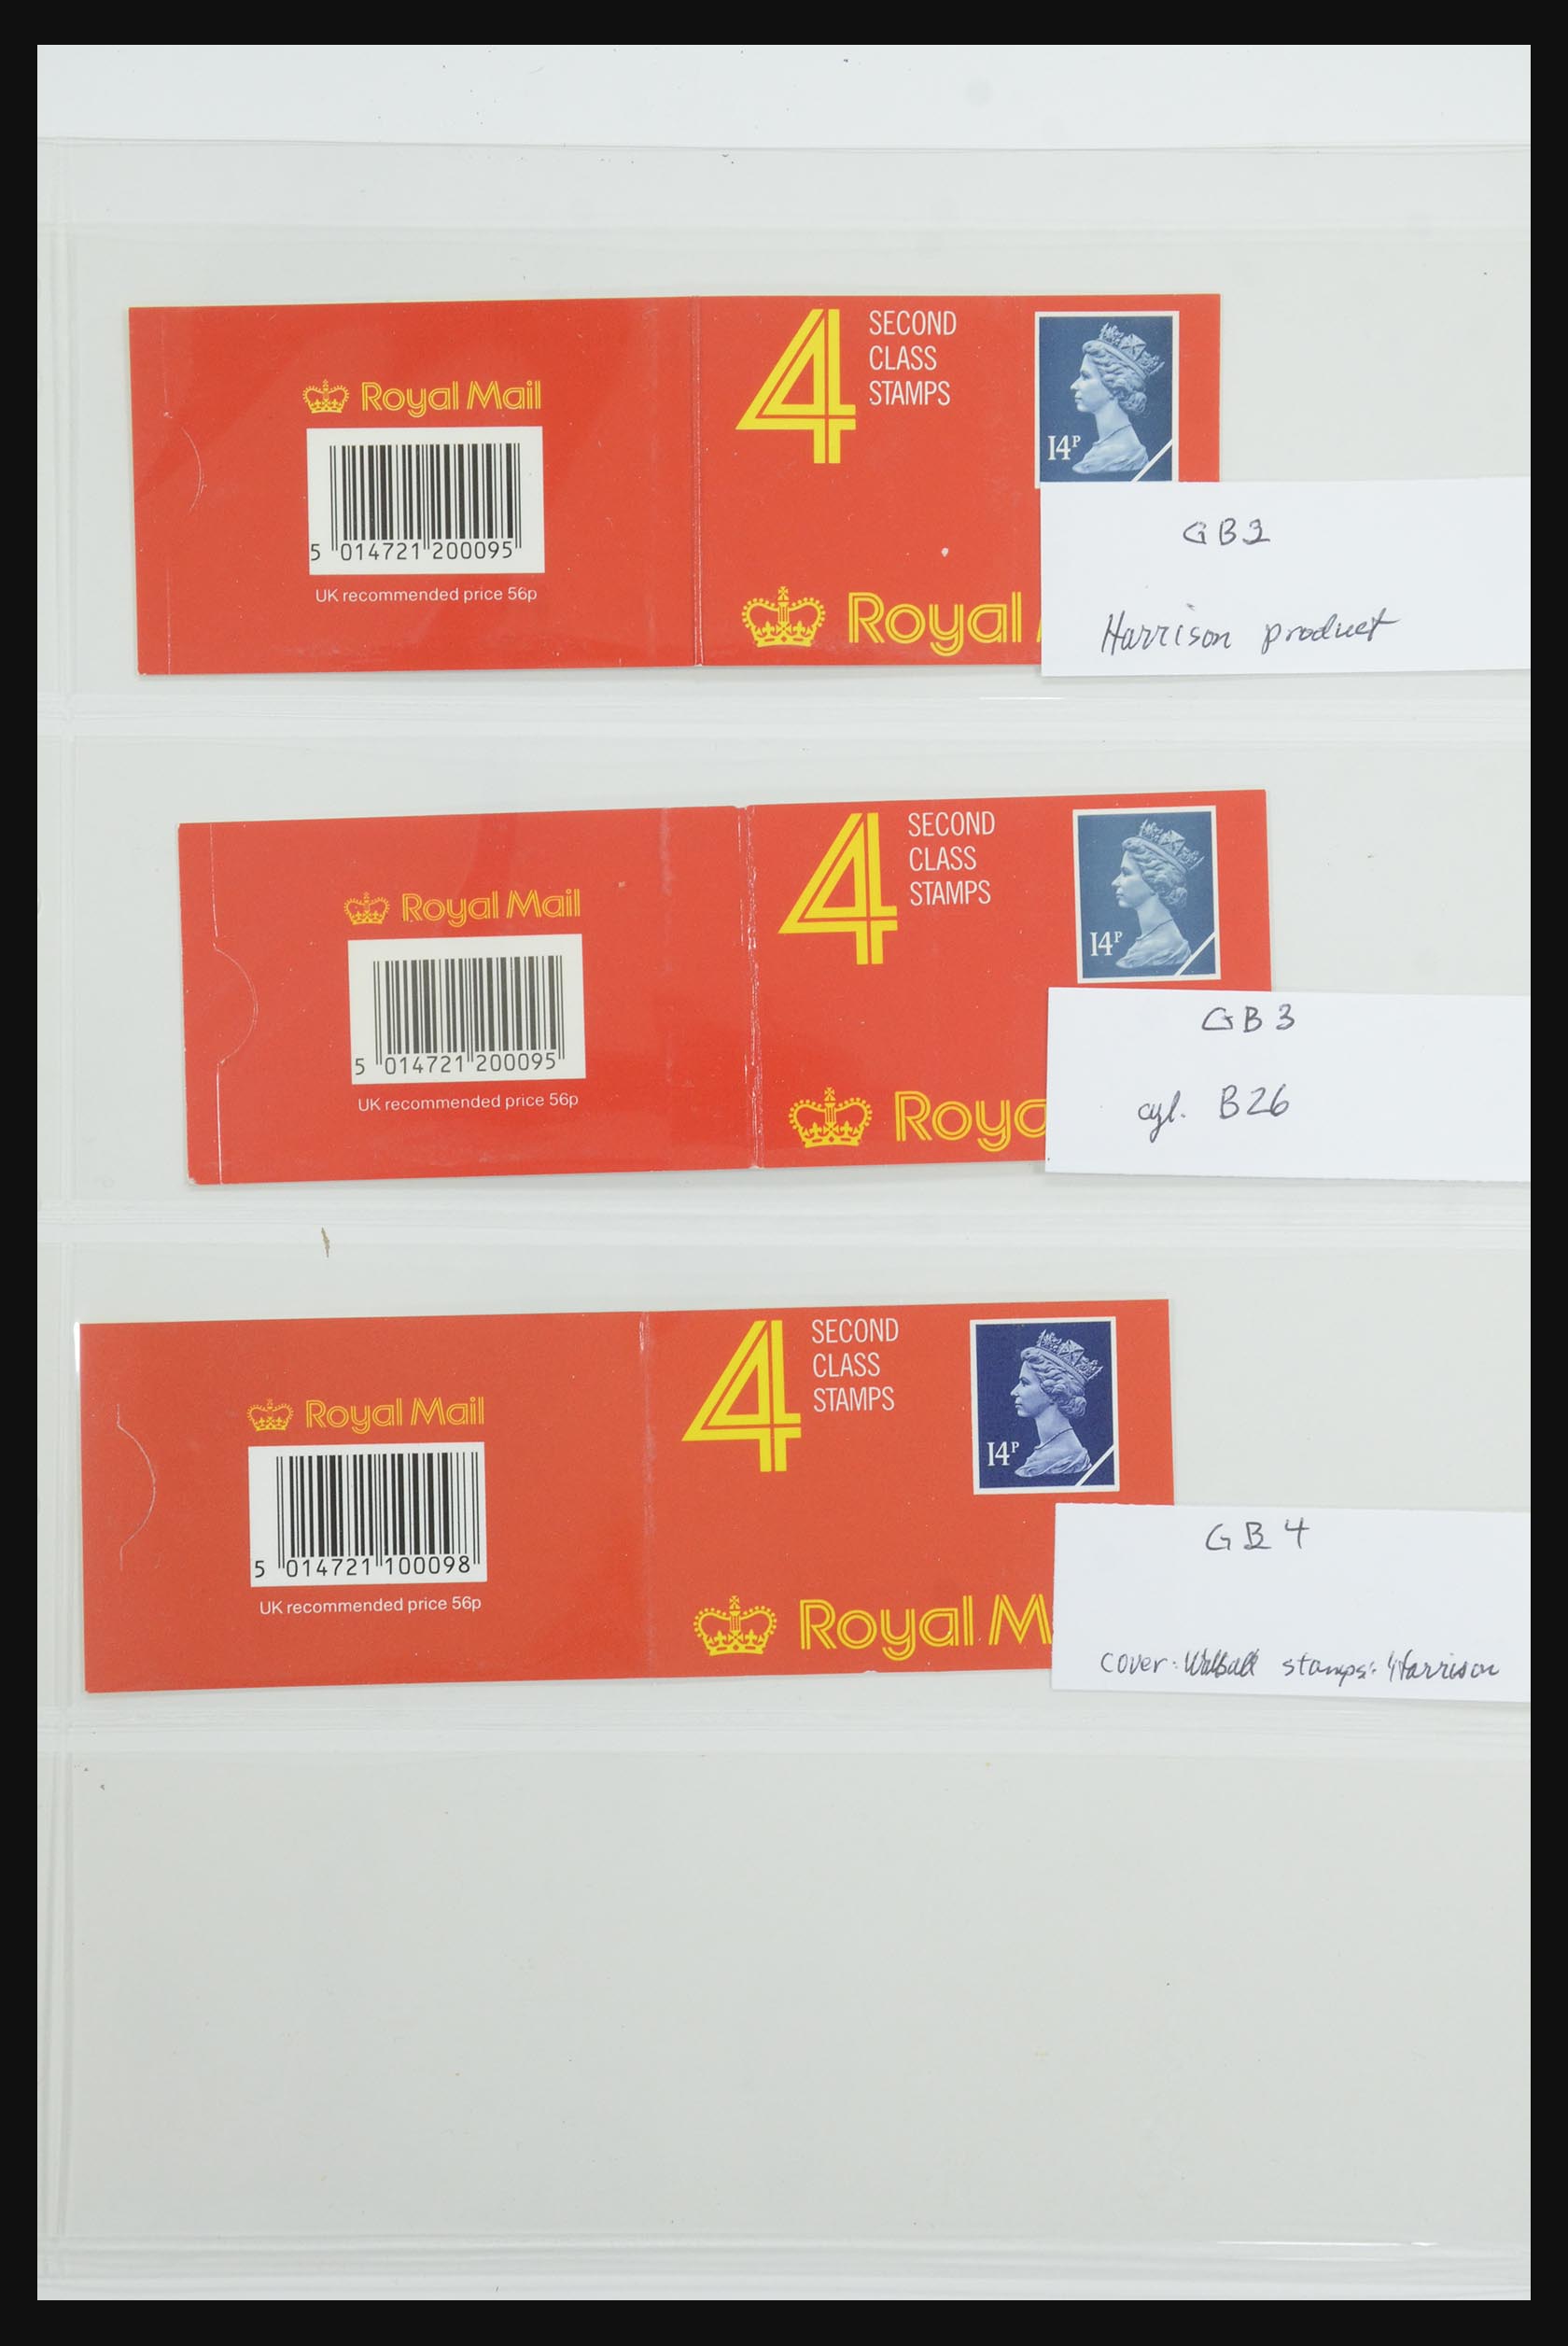 Royal Mail
5 014721 200095
UK recommended price 56p
4
SECOND
CLASS
STAMPS
14P
Royal
GB2
Harrison product
Royal Mail
5 014721 200095
UK recommended price 56p
4
SECOND
CLASS
STAMPS
14P
Roya
GB3
cyl. B26
Royal Mail
5 014721 100098
UK recommended price 56p
4
SECOND
CLASS
STAMPS
14P
Royal M
GB4
cover: Walsall stamps: Harrison